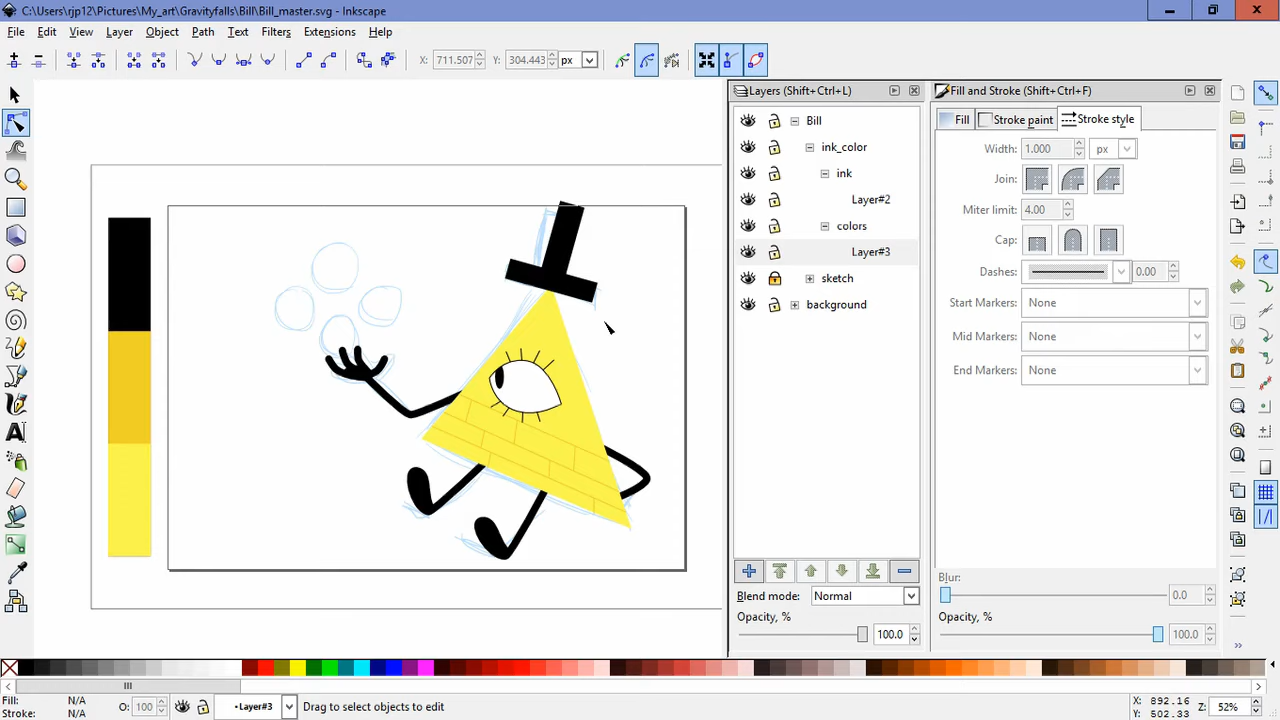 C:\Users\rjp12\Pictures\My_art\Gravityfalls\Bill\Bill_master.svg - Inkscape
File Edit View Layer Object Path Filters Text Extensions Help
X: 711.507 Y: 304.443 px
Layers (Shift+Ctrl+L)
Bill
ink_color
ink
Layer#2
colors
Layer#3
sketch
background
Blend mode: Normal
Opacity, % 
100.0
Fill and Stroke (Shift+Ctrl+F)
Fill Stroke paint Stroke style
Width: 1.000 px
Join:
Miter limit: 4.00
Cap:
Dashes: 0.00
Start Markers: None
Mid Markers: None
End Markers: None
Blur:
0.0
Opacity, %
100.0
Fill: N/A
Stroke: N/A
O: 100
•Layer#3
Drag to select objects to edit
X: 892.16
Y: 502.33
Z: 52%